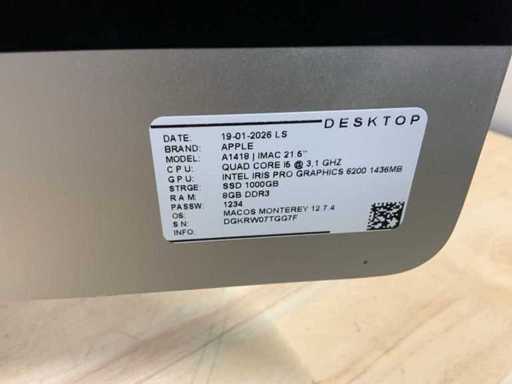 DESKTOP
DATE: 19-01-2026 LS
BRAND: APPLE
MODEL: A1418 | IMAC 21.5"
CPU: QUAD CORE I5 @ 3,1 GHZ
GPU: INTEL IRIS PRO GRAPHICS 6200 1436MB
STRGE: SSD 1000GB
RAM: 8GB DDR3
PASSW: 1234
OS: MACOS MONTEREY 12.7.4
SN: DGKRW07TGG7F
INFO: